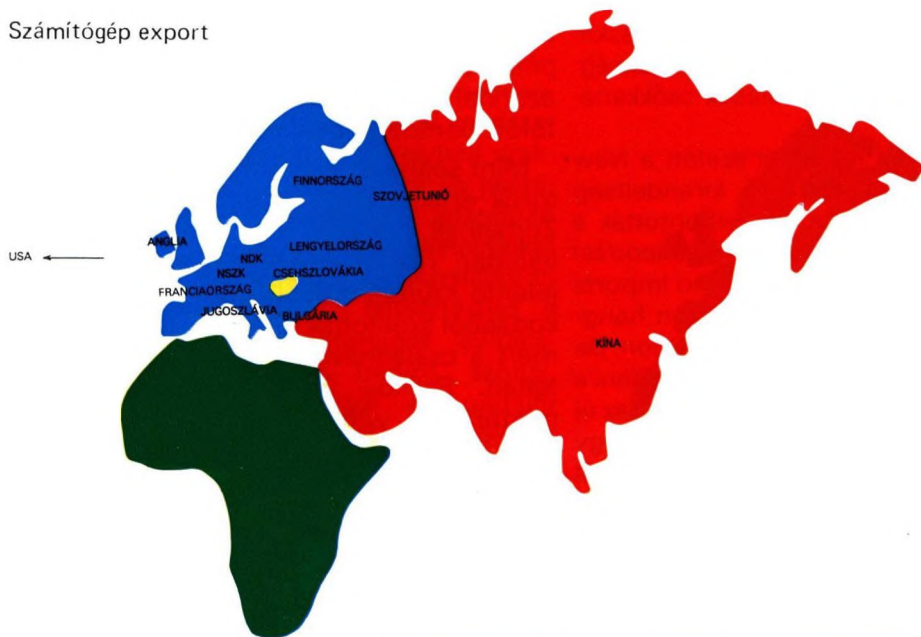 Számítógép export
FINNORSZÁG
SZOVJETUNIÓ
ANGLIA
LENGYELORSZÁG
USA
NDK
NSZK
CSEHSZLOVÁKIA
FRANCIAORSZÁG
JUGOSZLÁVIA
BULGÁRIA
KÍNA